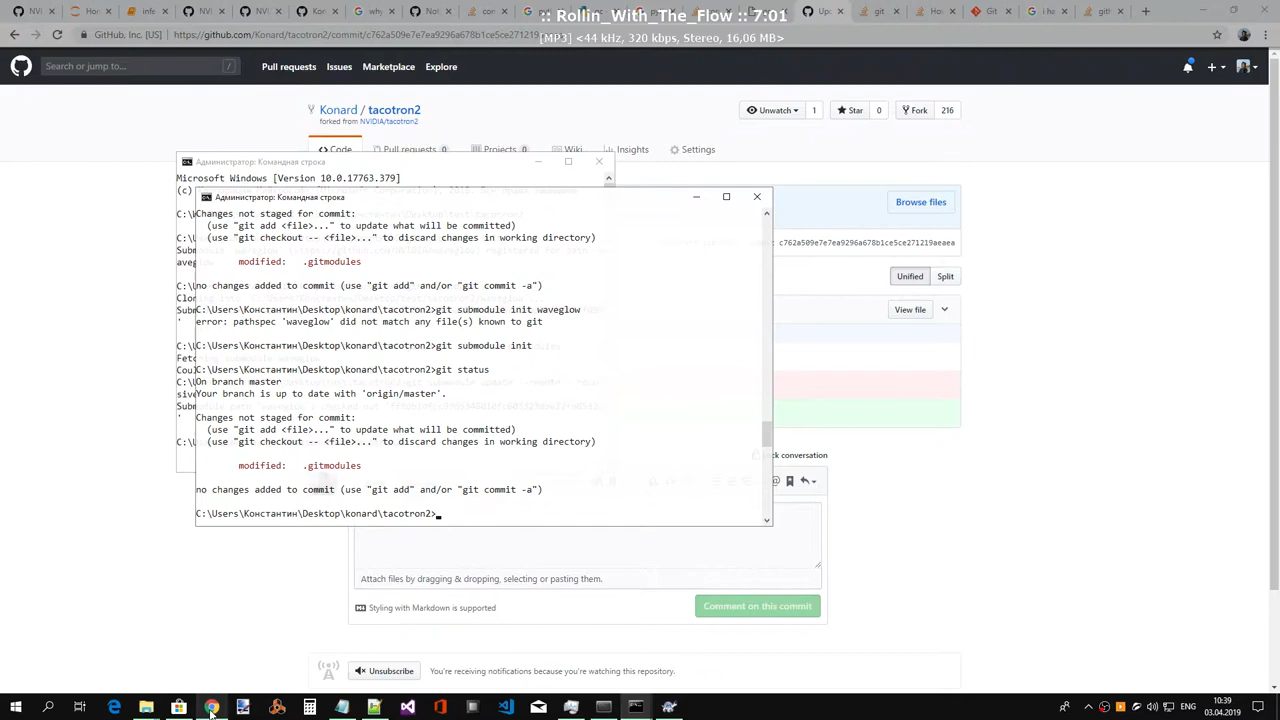 :: Rollin_With_The_Flow :: 7:01
[MP3] <44 kHz, 320 kbps, Stereo, 16,06 MB>
GitHub, Inc. [US]
https://github.com/Konard/tacotron2/commit/c762a509e7e7ea9296a678b1ce5ce271219
Search or jump to...
/
Pull requests
Issues
Marketplace
Explore
Konard / tacotron2
forked from NVIDIA/tacotron2
Unwatch
1
Star
0
Fork
216
Code
Pull requests 0
Projects 0
Wiki
Insights
Settings
Администратор: Командная строка
Microsoft Windows [Version 10.0.17763.379]
Browse files
c762a509e7e7ea9296a678b1ce5ce271219aeaea
Unified
Split
View file
Администратор: Командная строка
Changes not staged for commit:
(use "git add <file>..." to update what will be committed)
(use "git checkout -- <file>..." to discard changes in working directory)
modified: .gitmodules
no changes added to commit (use "git add" and/or "git commit -a")
C:\Users\Константин\Desktop\konard\tacotron2>git submodule init waveglow
error: pathspec 'waveglow' did not match any file(s) known to git
C:\Users\Константин\Desktop\konard\tacotron2>git submodule init
C:\Users\Константин\Desktop\konard\tacotron2>git status
On branch master
Your branch is up to date with 'origin/master'.
Changes not staged for commit:
(use "git add <file>..." to update what will be committed)
(use "git checkout -- <file>..." to discard changes in working directory)
modified: .gitmodules
no changes added to commit (use "git add" and/or "git commit -a")
C:\Users\Константин\Desktop\konard\tacotron2>
conversation
Attach files by dragging & dropping, selecting or pasting them.
Styling with Markdown is supported
Comment on this commit
Unsubscribe
You're receiving notifications because you're watching this repository.
ENG
10:39
03.04.2019